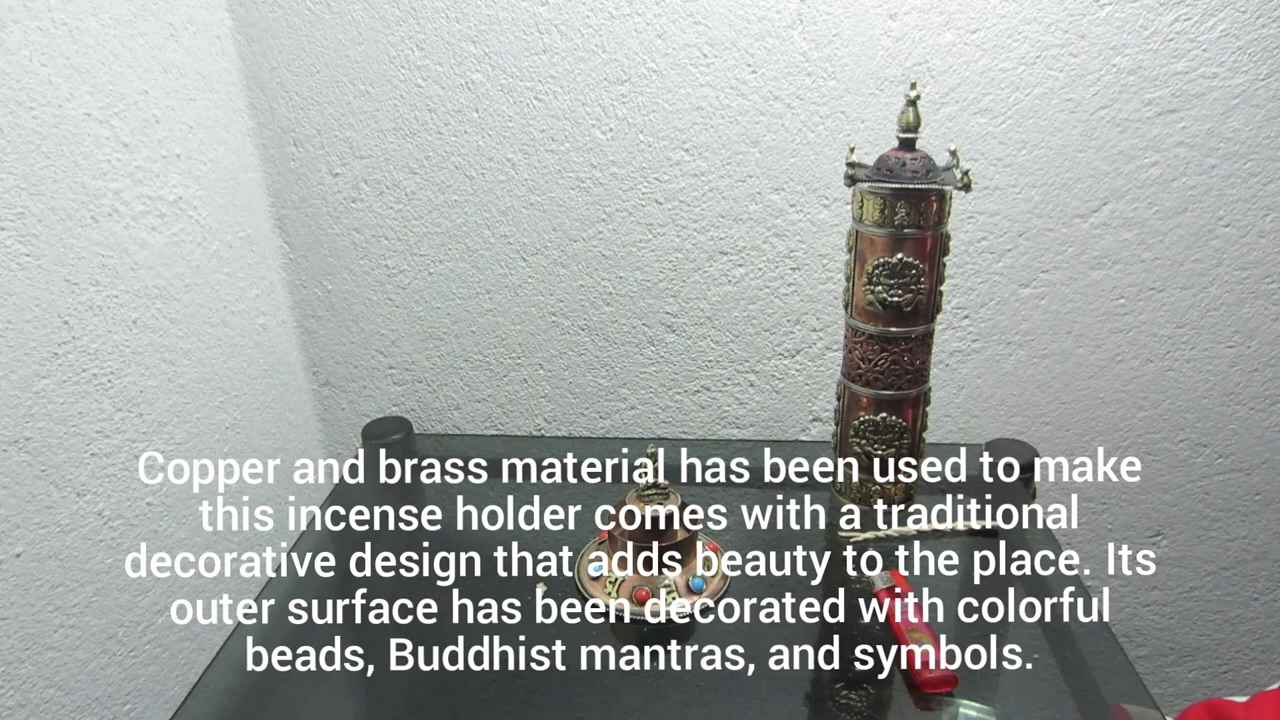 Copper and brass material has been used to make
this incense holder comes with a traditional
decorative design that adds beauty to the place. Its
outer surface has been decorated with colorful
beads, Buddhist mantras, and symbols.